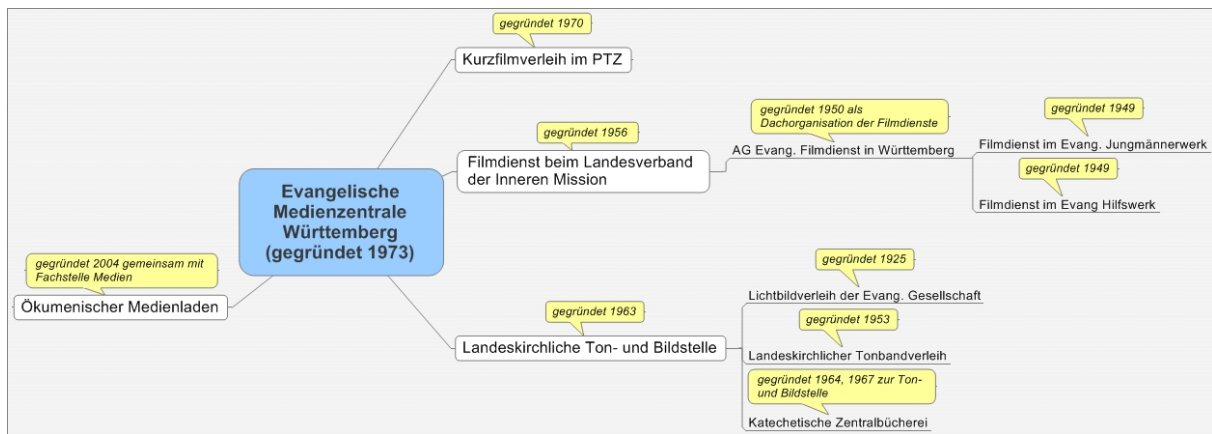 gegründet 1970
Kurzfilmverleih im PTZ
gegründet 1956
Filmdienst beim Landesverband
der Inneren Mission
gegründet 1950 als
Dachorganisation der Filmdienste
AG Evang. Filmdienst in Württemberg
gegründet 1949
Filmdienst im Evang. Jungmännerwerk
gegründet 1949
Filmdienst im Evang Hilfswerk
Evangelische
Medienzentrale
Württemberg
(gegründet 1973)
gegründet 2004 gemeinsam mit
Fachstelle Medien
Ökumenischer Medienladen
gegründet 1963
Landeskirchliche Ton- und Bildstelle
gegründet 1925
Lichtbildverleih der Evang. Gesellschaft
gegründet 1953
Landeskirchlicher Tonbandverleih
gegründet 1964, 1967 zur Ton-
und Bildstelle
Katechetische Zentralbücherei